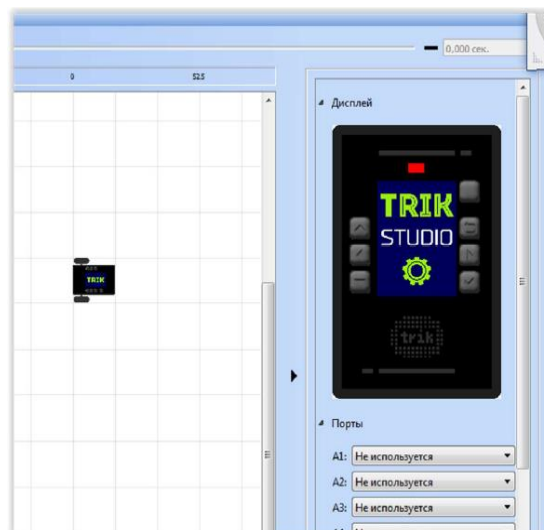 0,000 сек.
0
52.5
Дисплей
TRIK
STUDIO
trik
TRIK
Порты
A1: Не используется
A2: Не используется
A3: Не используется